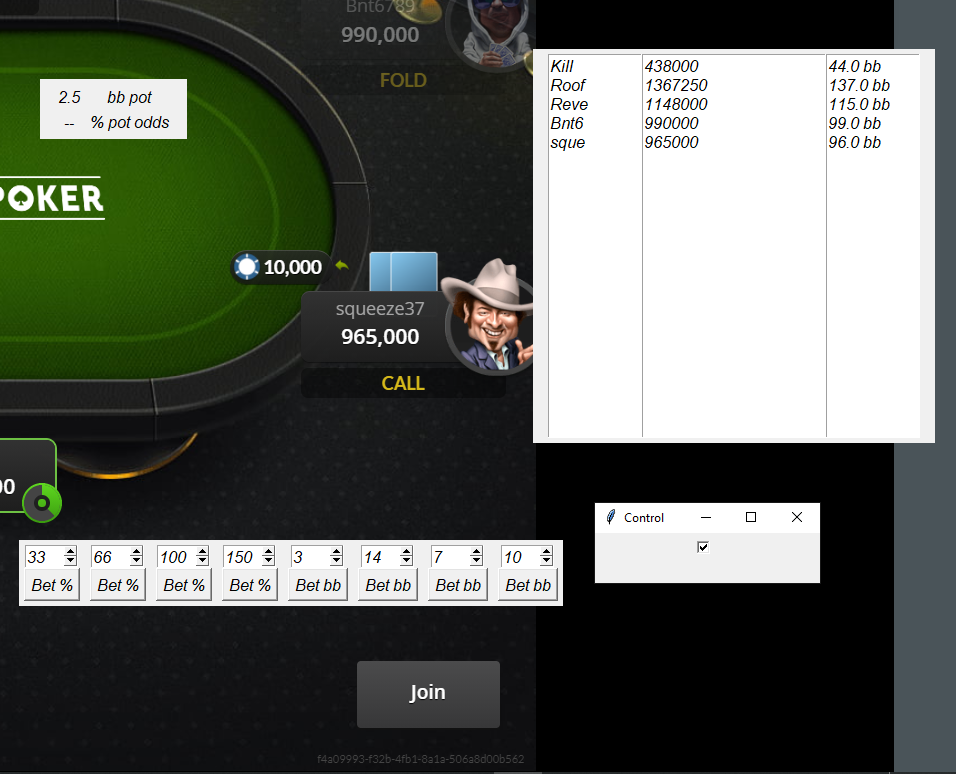 Bnt6789
990,000
FOLD
2.5 bb pot
-- % pot odds
POKER
10,000
squeeze37
965,000
CALL
00
Kill 438000 44.0 bb
Roof 1367250 137.0 bb
Reve 1148000 115.0 bb
Bnt6 990000 99.0 bb
sque 965000 96.0 bb
Control
33 66 100 150 3 14 7 10
Bet % Bet % Bet % Bet % Bet bb Bet bb Bet bb Bet bb
Join
f4a09993-f32b-4fb1-8a1a-506a8d00b562